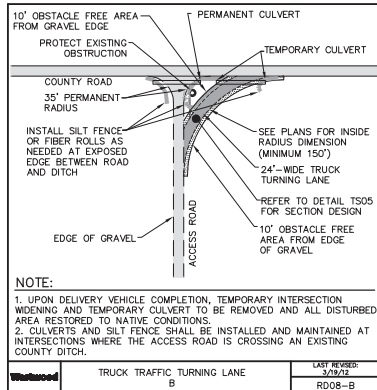 10' OBSTACLE FREE AREA
FROM GRAVEL EDGE
PERMANENT CULVERT
PROTECT EXISTING
OBSTRUCTION
TEMPORARY CULVERT
COUNTY ROAD
35' PERMANENT
RADIUS
INSTALL SILT FENCE
OR FIBER ROLLS AS
NEEDED AT EXPOSED
EDGE BETWEEN ROAD
AND DITCH
SEE PLANS FOR INSIDE
RADIUS DIMENSION
(MINIMUM 150')
24'-WIDE TRUCK
TURNING LANE
REFER TO DETAIL TS05
FOR SECTION DESIGN
10' OBSTACLE FREE
AREA FROM EDGE
OF GRAVEL
EDGE OF GRAVEL
ACCESS ROAD
NOTE:
1. UPON DELIVERY VEHICLE COMPLETION, TEMPORARY INTERSECTION
WIDENING AND TEMPORARY CULVERT TO BE REMOVED AND ALL DISTURBED
AREA RESTORED TO NATIVE CONDITIONS.
2. CULVERTS AND SILT FENCE SHALL BE INSTALLED AND MAINTAINED AT
INTERSECTIONS WHERE THE ACCESS ROAD IS CROSSING AN EXISTING
COUNTY DITCH.
Westwood
TRUCK TRAFFIC TURNING LANE
B
LAST REVISED:
3/19/12
RD08-B